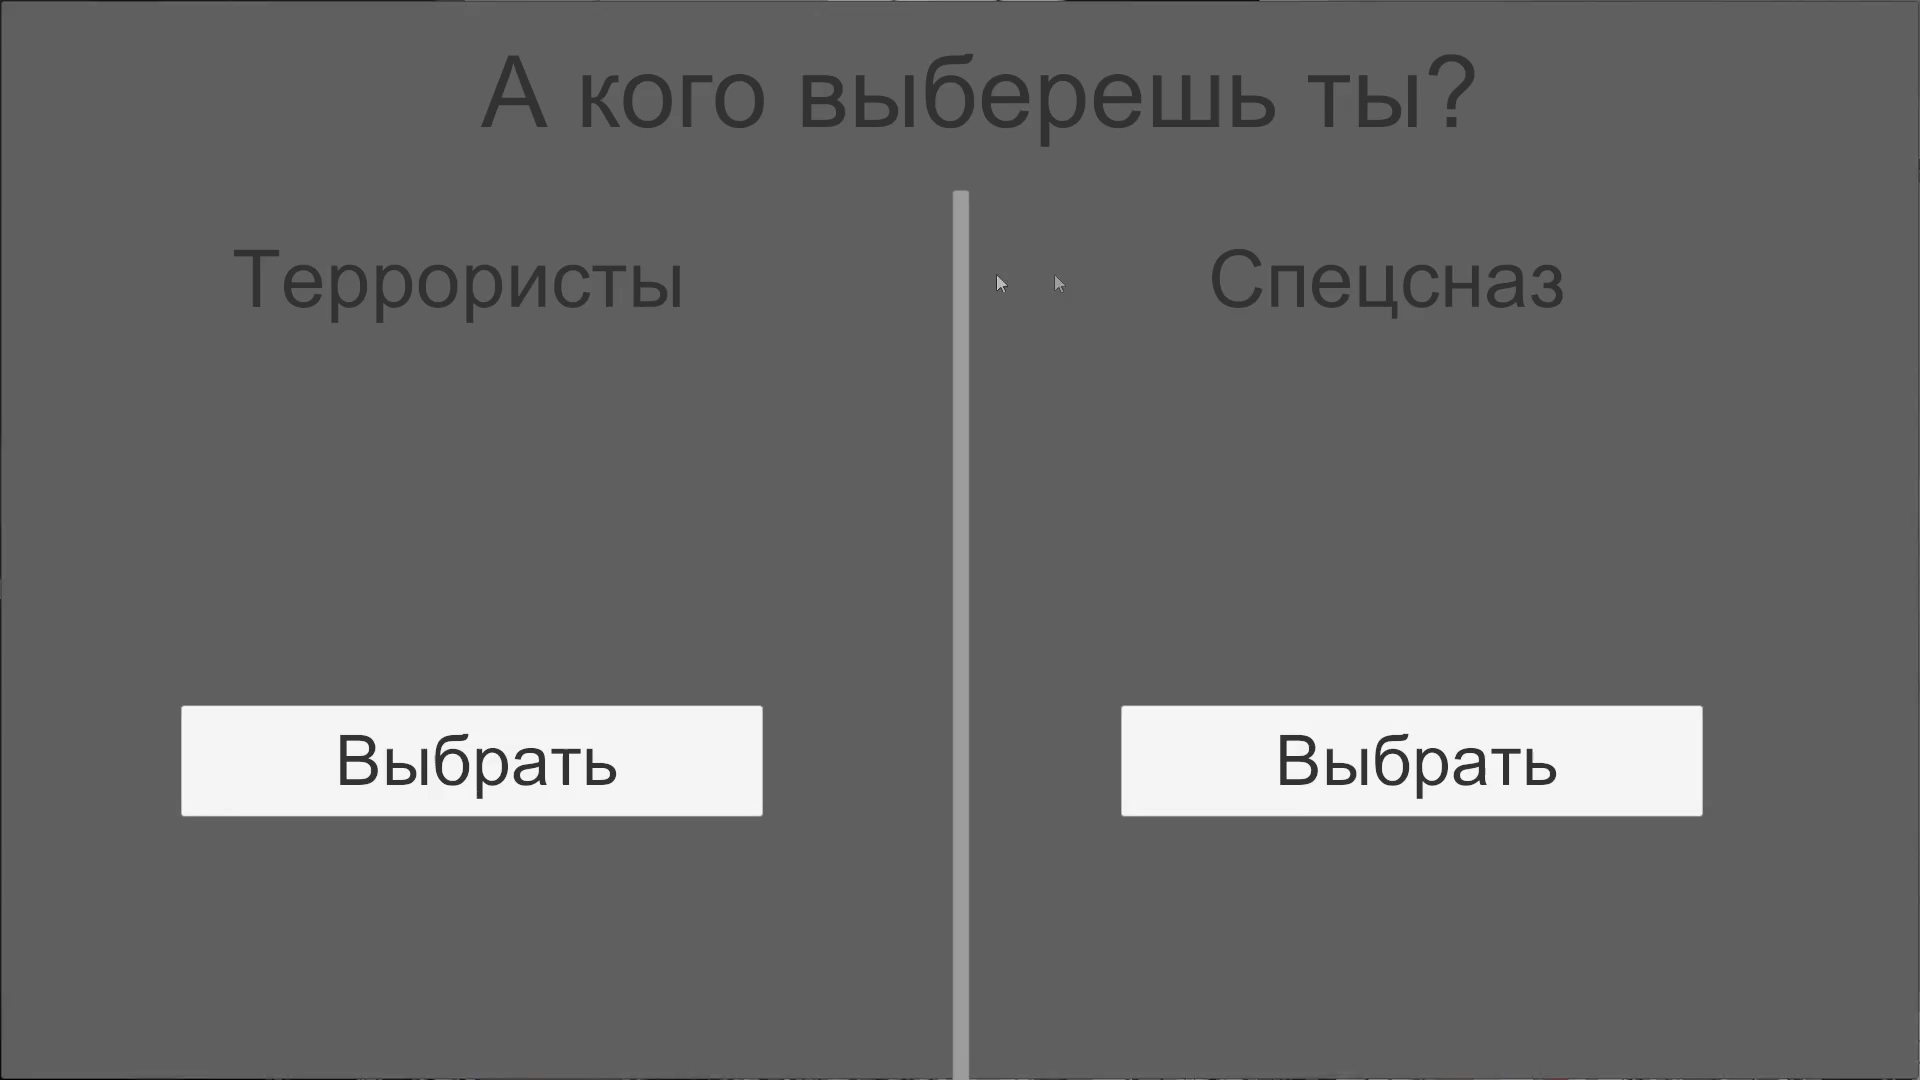 А кого выберешь ты?
Террористы
Спецсназ
Выбрать
Выбрать